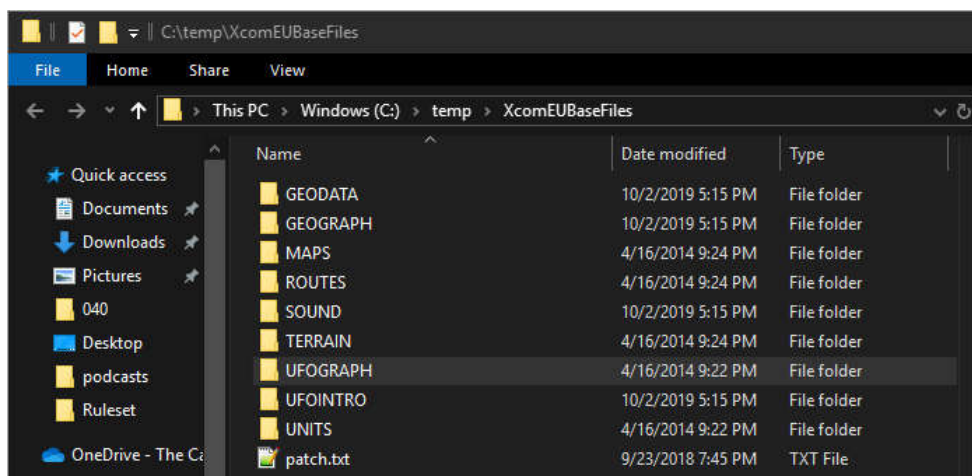 C:\temp\XcomEUBaseFiles
File Home Share View
This PC > Windows (C:) > temp > XcomEUBaseFiles
Quick access
Documents
Downloads
Pictures
040
Desktop
podcasts
Ruleset
OneDrive - The Ca
Name Date modified Type
GEODATA 10/2/2019 5:15 PM File folder
GEOGRAPH 10/2/2019 5:15 PM File folder
MAPS 4/16/2014 9:24 PM File folder
ROUTES 4/16/2014 9:24 PM File folder
SOUND 10/2/2019 5:15 PM File folder
TERRAIN 4/16/2014 9:24 PM File folder
UFOGRAPH 4/16/2014 9:22 PM File folder
UFOINTRO 10/2/2019 5:15 PM File folder
UNITS 4/16/2014 9:22 PM File folder
patch.txt 9/23/2018 7:45 PM TXT File